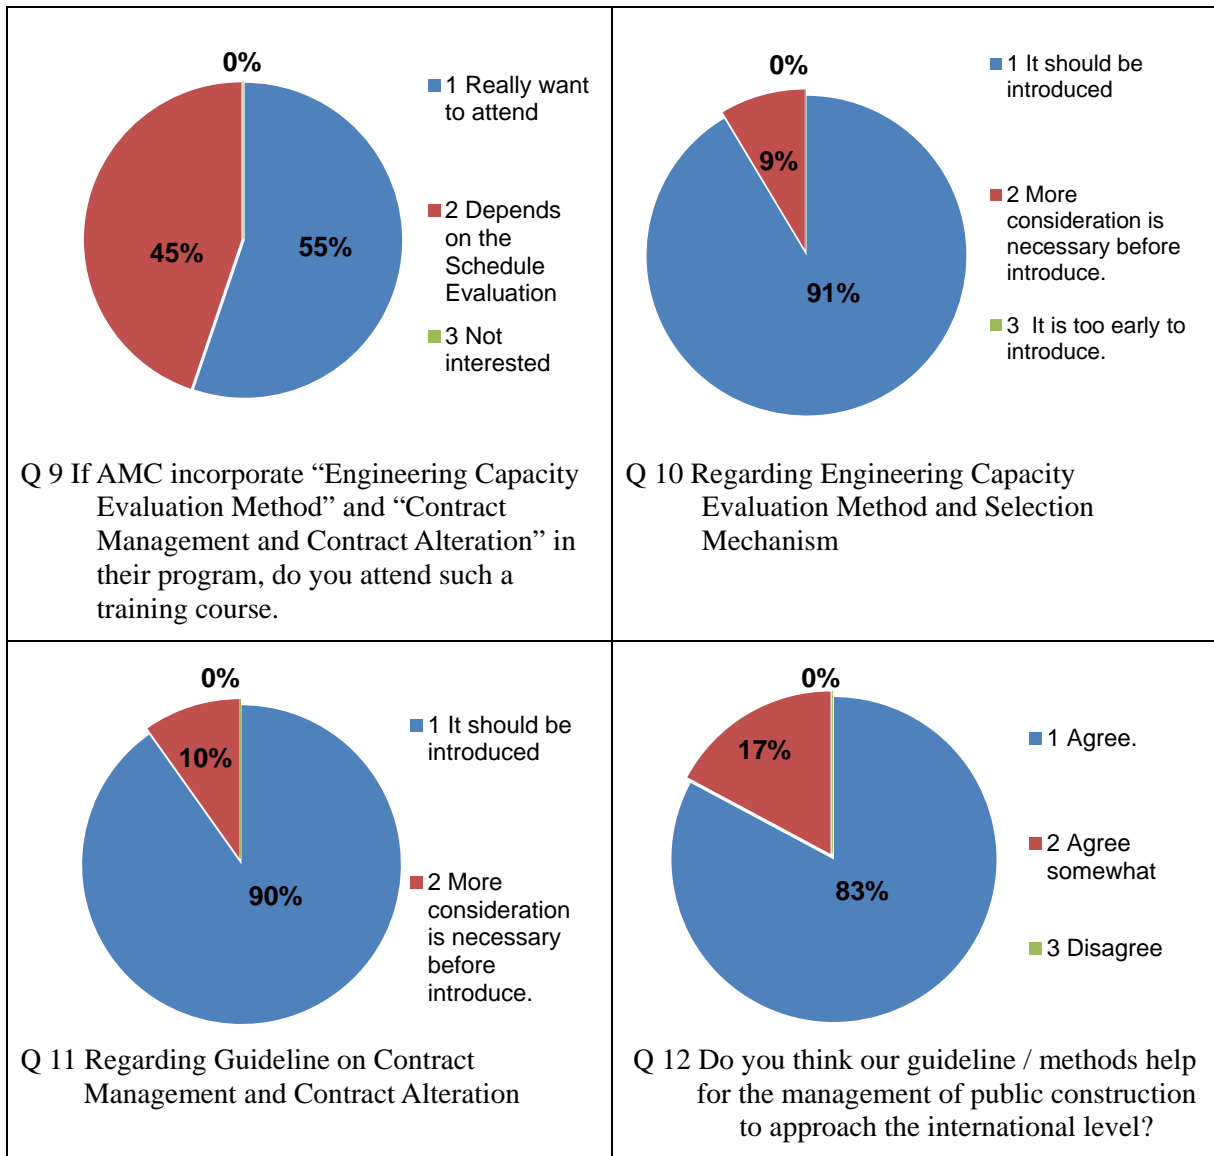 0%
1 Really want
to attend
2 Depends
on the
Schedule
Evaluation
3 Not
interested
45%
55%
Q 9 If AMC incorporate “Engineering Capacity
Evaluation Method” and “Contract
Management and Contract Alteration” in
their program, do you attend such a
training course.
0%
1 It should be
introduced
9%
2 More
consideration is
necessary before
introduce.
91%
3  It is too early to
introduce.
Q 10 Regarding Engineering Capacity
Evaluation Method and Selection
Mechanism
0%
1 It should be
introduced
10%
90%
2 More
consideration
is necessary
before
introduce.
Q 11 Regarding Guideline on Contract
Management and Contract Alteration
0%
1 Agree.
17%
2 Agree
somewhat
83%
3 Disagree
Q 12 Do you think our guideline / methods help
for the management of public construction
to approach the international level?